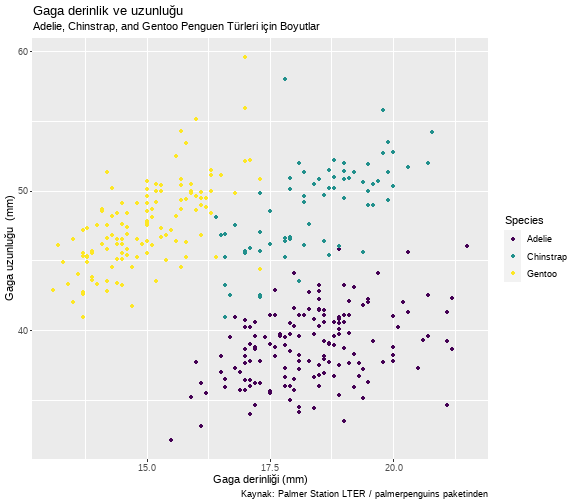 Gaga derinlik ve uzunluğu
Adelie, Chinstrap, and Gentoo Penguen Türleri için Boyutlar
60
50
40
Gaga uzunluğu (mm)
15.0
17.5
20.0
Gaga derinliği (mm)
Species
Adelie
Chinstrap
Gentoo
Kaynak: Palmer Station LTER / palmerpenguins paketinden